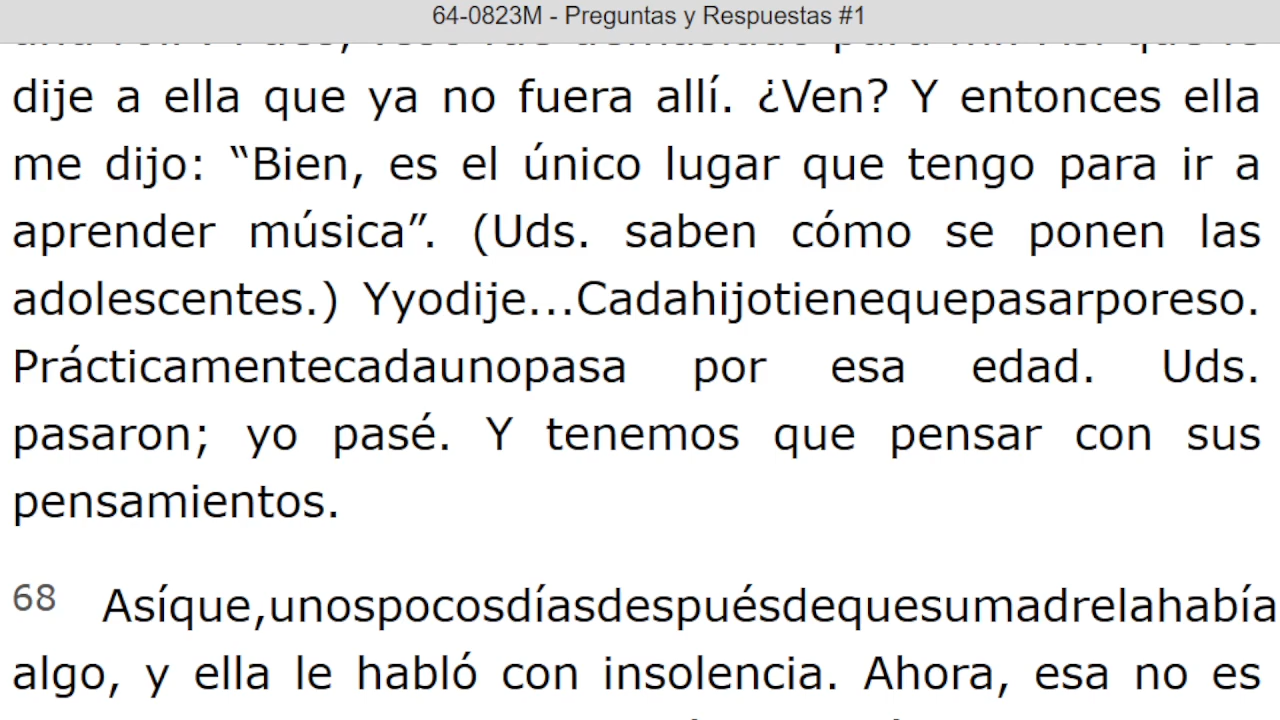 64-0823M - Preguntas y Respuestas #1
dije a ella que ya no fuera allí. ¿Ven? Y entonces ella
me dijo: “Bien, es el único lugar que tengo para ir a
aprender música”. (Uds. saben cómo se ponen las
adolescentes.) Yyodije...Cadahijotienequepasarporeso.
Prácticamentecadaunopasa por esa edad. Uds.
pasaron; yo pasé. Y tenemos que pensar con sus
pensamientos.
68 Asíque,unospocosdíasdespuésdequesumadrelahabía
algo, y ella le habló con insolencia. Ahora, esa no es